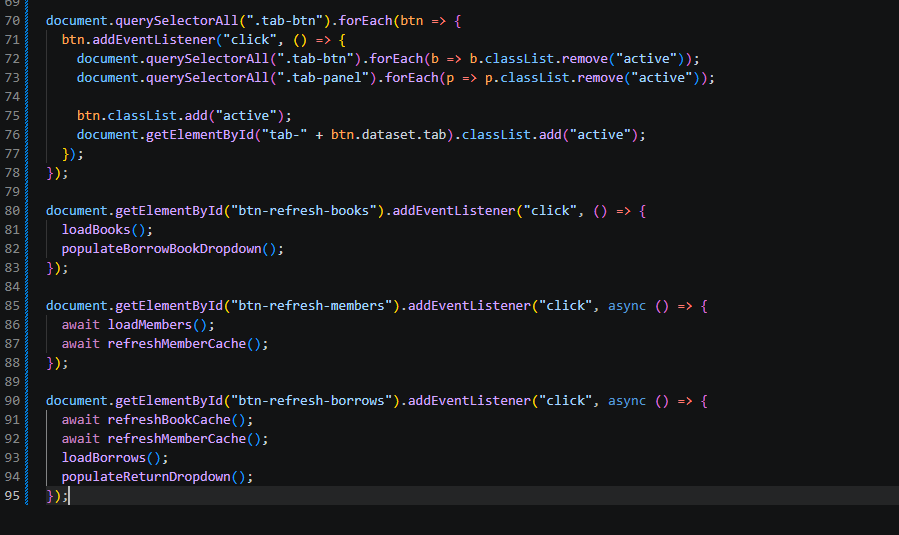 69
70 document.querySelectorAll(".tab-btn").forEach(btn => {
71 btn.addEventListener("click", () => {
72 document.querySelectorAll(".tab-btn").forEach(b => b.classList.remove("active"));
73 document.querySelectorAll(".tab-panel").forEach(p => p.classList.remove("active"));
74
75 btn.classList.add("active");
76 document.getElementById("tab-" + btn.dataset.tab).classList.add("active");
77 });
78 });
79
80 document.getElementById("btn-refresh-books").addEventListener("click", () => {
81 loadBooks();
82 populateBorrowBookDropdown();
83 });
84
85 document.getElementById("btn-refresh-members").addEventListener("click", async () => {
86 await loadMembers();
87 await refreshMemberCache();
88 });
89
90 document.getElementById("btn-refresh-borrows").addEventListener("click", async () => {
91 await refreshBookCache();
92 await refreshMemberCache();
93 loadBorrows();
94 populateReturnDropdown();
95 });